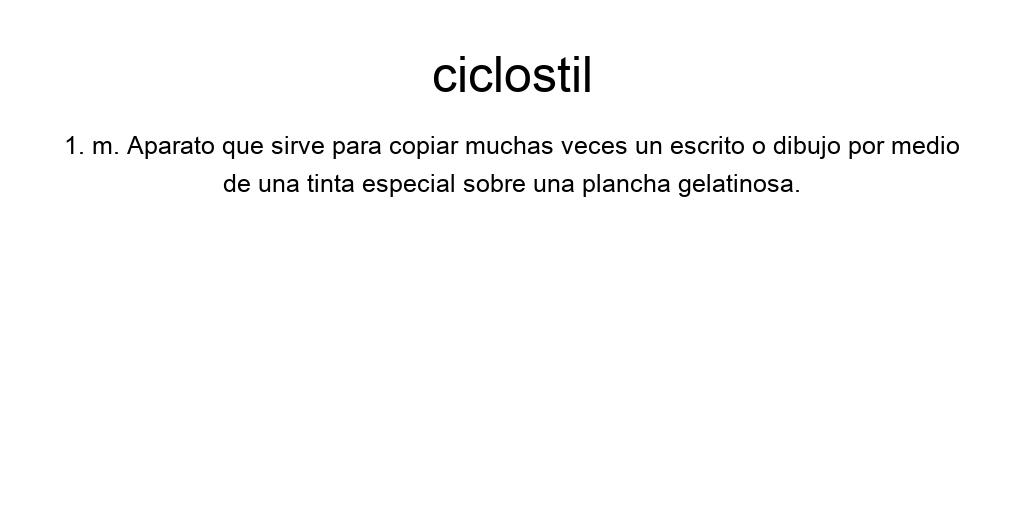 ciclostil
1. m. Aparato que sirve para copiar muchas veces un escrito o dibujo por medio
de una tinta especial sobre una plancha gelatinosa.